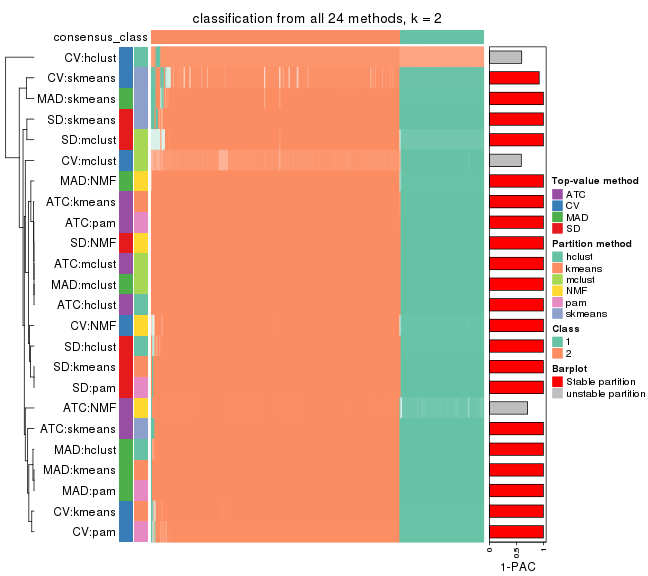 classification from all 24 methods, k = 2
consensus_class
CV:hclust
CV:skmeans
MAD:skmeans
SD:skmeans
SD:mclust
CV:mclust
MAD:NMF
ATC:kmeans
ATC:pam
SD:NMF
ATC:mclust
MAD:mclust
ATC:hclust
CV:NMF
SD:hclust
SD:kmeans
SD:pam
ATC:NMF
ATC:skmeans
MAD:hclust
MAD:kmeans
MAD:pam
CV:kmeans
CV:pam
0 0.5 1
1-PAC
Top-value method
ATC
CV
MAD
SD
Partition method
hclust
kmeans
mclust
NMF
pam
skmeans
Class
1
2
Barplot
Stable partition
unstable partition